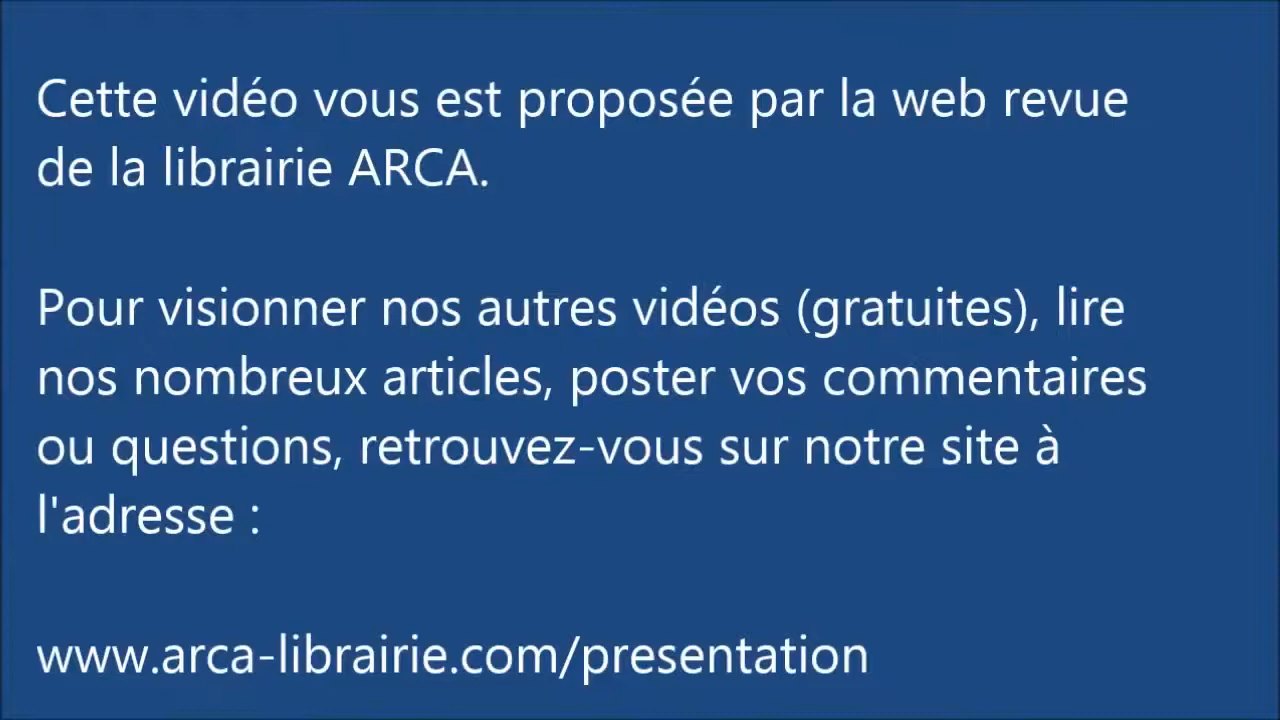 Cette vidéo vous est proposée par la web revue
de la librairie ARCA.
Pour visionner nos autres vidéos (gratuites), lire
nos nombreux articles, poster vos commentaires
ou questions, retrouvez-vous sur notre site à
l'adresse :
www.arca-librairie.com/presentation